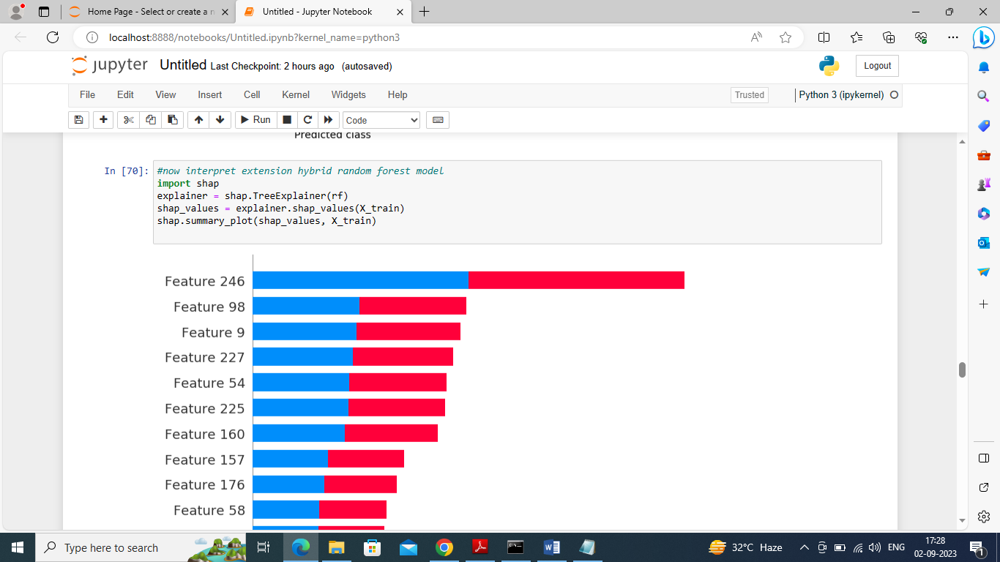 Home Page - Select or create a n
Untitled - Jupyter Notebook
localhost:8888/notebooks/Untitled.ipynb?kernel_name=python3
jupyter Untitled Last Checkpoint: 2 hours ago (autosaved)
Logout
File Edit View Insert Cell Kernel Widgets Help
Trusted
Python 3 (ipykernel)
Run
Code
Predicted class
In [70]:
#now interpret extension hybrid random forest model
import shap
explainer = shap.TreeExplainer(rf)
shap_values = explainer.shap_values(X_train)
shap.summary_plot(shap_values, X_train)
Feature 246
Feature 98
Feature 9
Feature 227
Feature 54
Feature 225
Feature 160
Feature 157
Feature 176
Feature 58
Type here to search
32°C Haze
ENG
17:28
02-09-2023
1